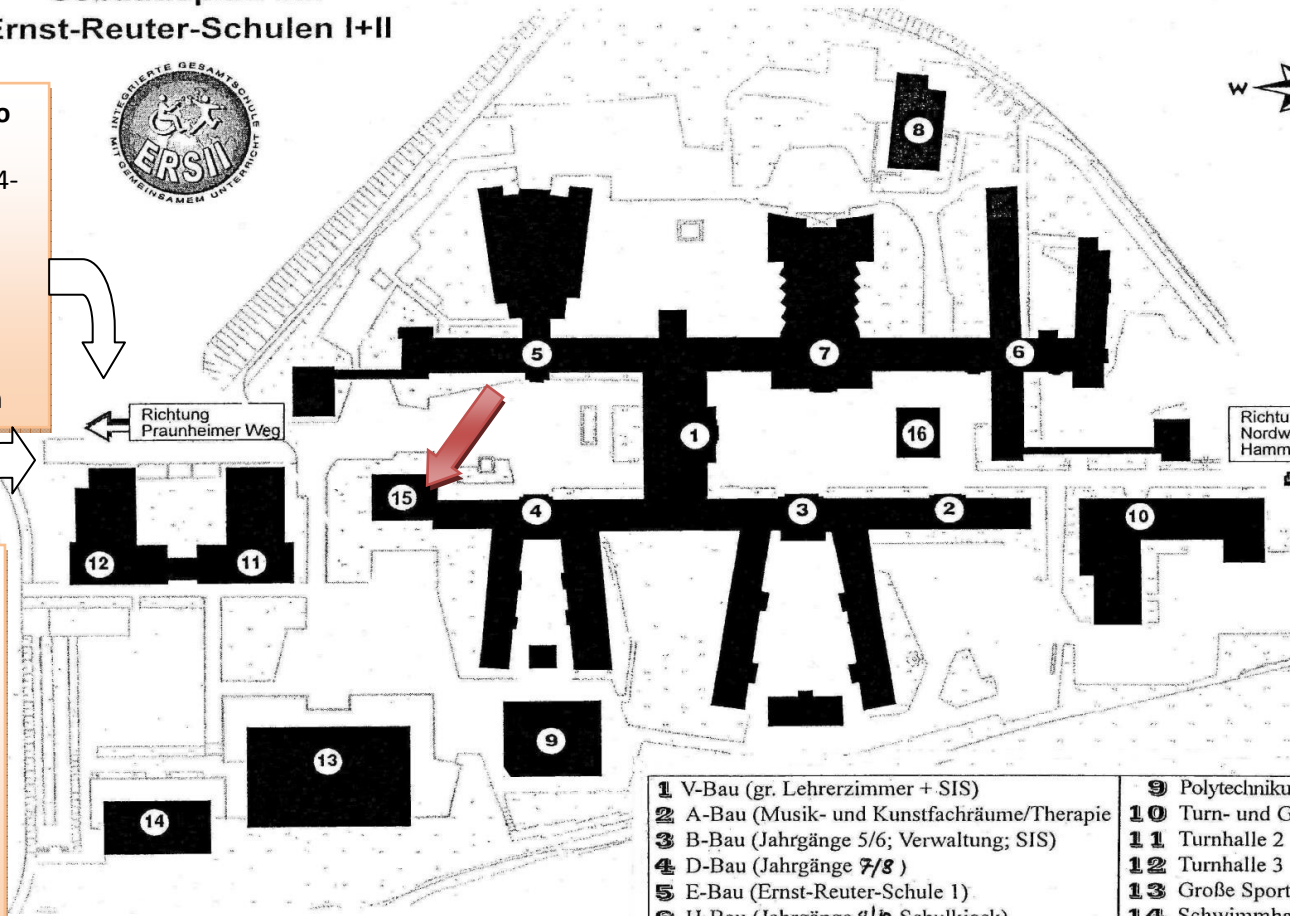 Ernst-Reuter-Schulen I+II
INTEGRIERTE GESAMTSCHULE
MIT GEMEINSAMEM UNTERRICHT
ERSII
o
4-
W
8
5
7
6
Richtung
Praunheimer Weg
1
16
15
4
3
2
10
12
11
9
13
14
1 V-Bau (gr. Lehrerzimmer + SIS)
2 A-Bau (Musik- und Kunstfachräume/Therapie
3 B-Bau (Jahrgänge 5/6; Verwaltung; SIS)
4 D-Bau (Jahrgänge 7/8)
5 E-Bau (Ernst-Reuter-Schule 1)
9 Polytechniku
10 Turn- und G
11 Turnhalle 2
12 Turnhalle 3
13 Große Sport